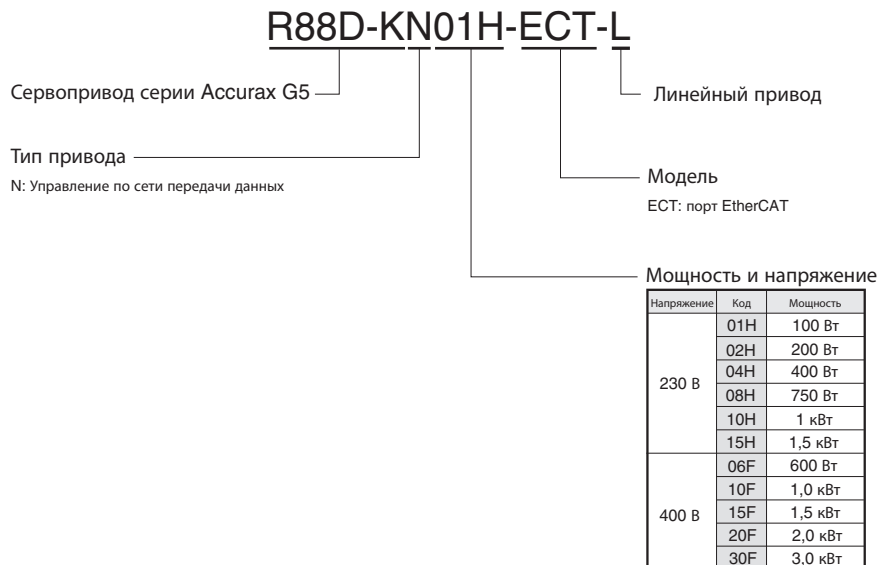 R88D-KN01H-ECT-L
Сервопривод серии Accurax G5
Линейный привод
Тип привода
N: Управление по сети передачи данных
Модель
ECT: порт EtherCAT
Мощность и напряжение
Напряжение Код Мощность
230 В
01H 100 Вт
02H 200 Вт
04H 400 Вт
08H 750 Вт
10H 1 кВт
15H 1,5 кВт
400 В
06F 600 Вт
10F 1,0 кВт
15F 1,5 кВт
20F 2,0 кВт
30F 3,0 кВт